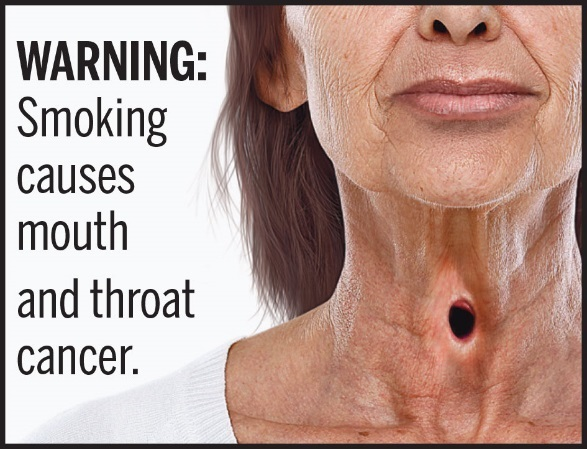 WARNING:
Smoking
causes
mouth
and throat
cancer.